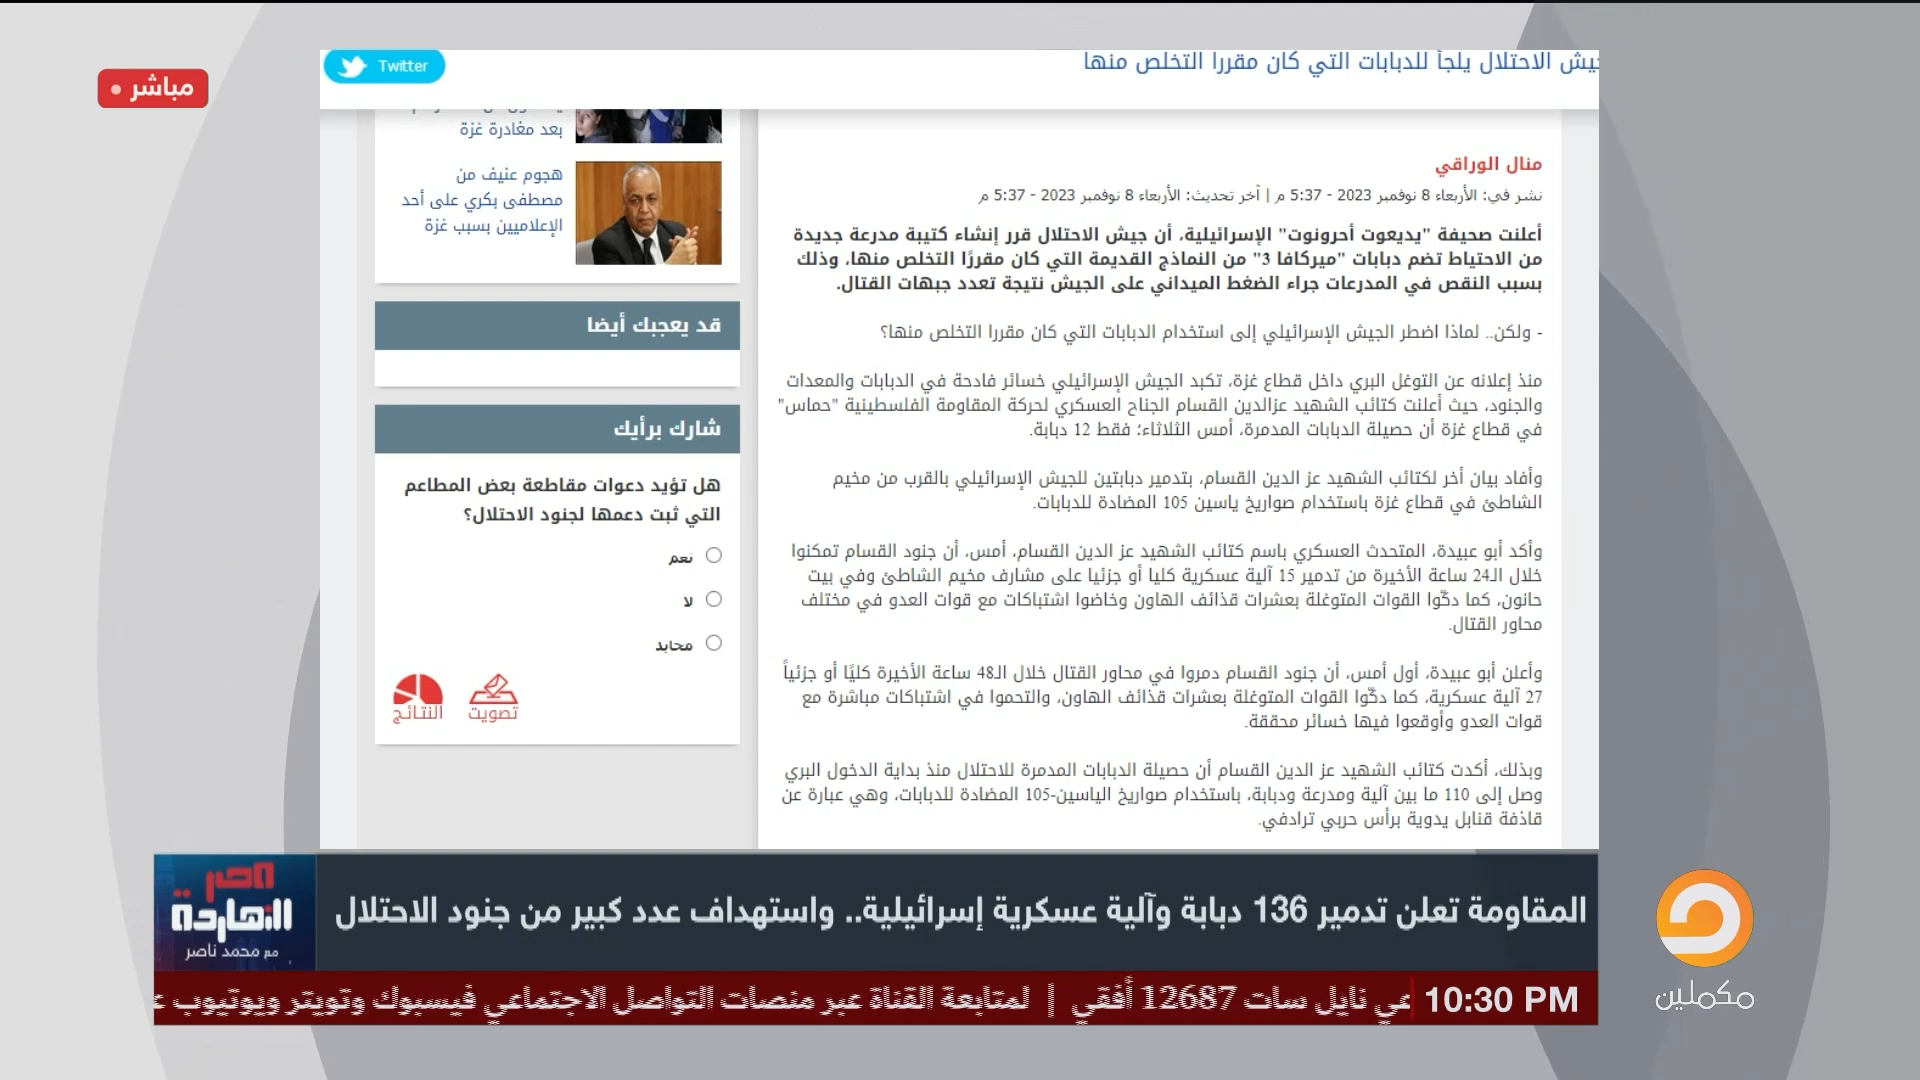 مباشر
Twitter
جيش الاحتلال يلجأ للدبابات التي كان مقررا التخلص منها
بعد مغادرة غزة
هجوم عنيف من
مصطفى بكري على أحد
الإعلاميين بسبب غزة
قد يعجبك أيضا
شارك برأيك
هل تؤيد دعوات مقاطعة بعض المطاعم
التي ثبت دعمها لجنود الاحتلال؟
نعم
لا
محايد
تصويت
النتائج
منال الوراقي
نشر في: الأربعاء 8 نوفمبر 2023 - 5:37 م | آخر تحديث: الأربعاء 8 نوفمبر 2023 - 5:37 م
أعلنت صحيفة "يديعوت أحرونوت" الإسرائيلية، أن جيش الاحتلال قرر إنشاء كتيبة مدرعة جديدة
من الاحتياط تضم دبابات "ميركافا 3" من النماذج القديمة التي كان مقررًا التخلص منها، وذلك
بسبب النقص في المدرعات جراء الضغط الميداني على الجيش نتيجة تعدد جبهات القتال.
- ولكن.. لماذا اضطر الجيش الإسرائيلي إلى استخدام الدبابات التي كان مقررا التخلص منها؟
منذ إعلانه عن التوغل البري داخل قطاع غزة، تكبد الجيش الإسرائيلي خسائر فادحة في الدبابات والمعدات
والجنود، حيث أعلنت كتائب الشهيد عزالدين القسام الجناح العسكري لحركة المقاومة الفلسطينية "حماس"
في قطاع غزة أن حصيلة الدبابات المدمرة، أمس الثلاثاء؛ فقط 12 دبابة.
وأفاد بيان أخر لكتائب الشهيد عز الدين القسام، بتدمير دبابتين للجيش الإسرائيلي بالقرب من مخيم
الشاطئ في قطاع غزة باستخدام صواريخ ياسين 105 المضادة للدبابات.
وأكد أبو عبيدة، المتحدث العسكري باسم كتائب الشهيد عز الدين القسام، أمس، أن جنود القسام تمكنوا
خلال الـ24 ساعة الأخيرة من تدمير 15 آلية عسكرية كليا أو جزئيا على مشارف مخيم الشاطئ وفي بيت
حانون، كما دكّوا القوات المتوغلة بعشرات قذائف الهاون وخاضوا اشتباكات مع قوات العدو في مختلف
محاور القتال.
وأعلن أبو عبيدة، أول أمس، أن جنود القسام دمروا في محاور القتال خلال الـ48 ساعة الأخيرة كليًا أو جزئياً
27 آلية عسكرية، كما دكّوا القوات المتوغلة بعشرات قذائف الهاون، والتحموا في اشتباكات مباشرة مع
قوات العدو وأوقعوا فيها خسائر محققة.
وبذلك، أكدت كتائب الشهيد عز الدين القسام أن حصيلة الدبابات المدمرة للاحتلال منذ بداية الدخول البري
وصل إلى 110 ما بين آلية ومدرعة ودبابة، باستخدام صواريخ الياسين-105 المضادة للدبابات، وهي عبارة عن
قاذفة قنابل يدوية برأس حربي ترادفي.
المقاومة تعلن تدمير 136 دبابة وآلية عسكرية إسرائيلية.. واستهداف عدد كبير من جنود الاحتلال
مصر
النهاردة
مع محمد ناصر
10:30 PM
نايل سات 12687 أفقي | لمتابعة القناة عبر منصات التواصل الاجتماعي فيسبوك وتويتر ويوتيوب
مكملين